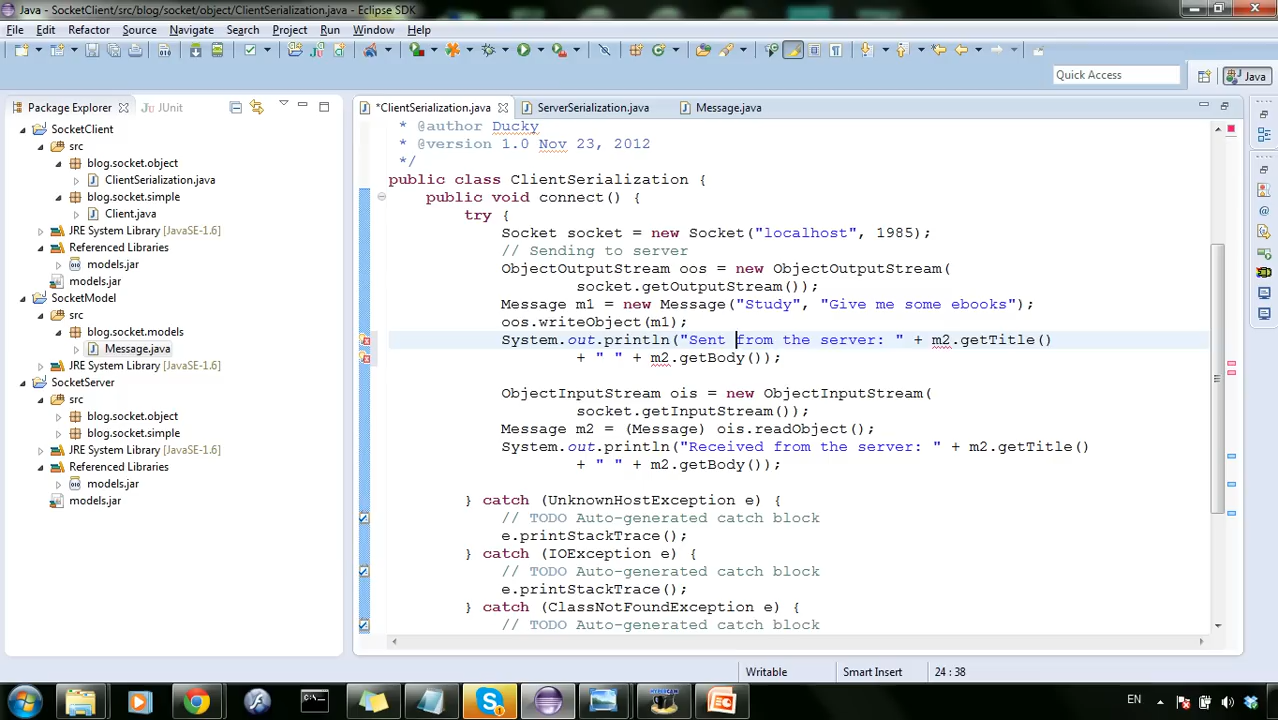 Java - SocketClient/src/blog/socket/object/ClientSerialization.java - Eclipse SDK
File Edit Refactor Source Navigate Search Project Run Window Help
Quick Access
Java
Package Explorer
JUnit
SocketClient
src
blog.socket.object
ClientSerialization.java
blog.socket.simple
Client.java
JRE System Library [JavaSE-1.6]
Referenced Libraries
models.jar
models.jar
SocketModel
src
blog.socket.models
Message.java
JRE System Library [JavaSE-1.6]
SocketServer
src
blog.socket.object
blog.socket.simple
JRE System Library [JavaSE-1.6]
Referenced Libraries
models.jar
models.jar
*ClientSerialization.java
ServerSerialization.java
Message.java
* @author Ducky
* @version 1.0 Nov 23, 2012
*/
public class ClientSerialization {
public void connect() {
try {
Socket socket = new Socket("localhost", 1985);
// Sending to server
ObjectOutputStream oos = new ObjectOutputStream(
socket.getOutputStream());
Message m1 = new Message("Study", "Give me some ebooks");
oos.writeObject(m1);
System.out.println("Sent from the server: " + m2.getTitle()
+ " " + m2.getBody());
ObjectInputStream ois = new ObjectInputStream(
socket.getInputStream());
Message m2 = (Message) ois.readObject();
System.out.println("Received from the server: " + m2.getTitle()
+ " " + m2.getBody());
} catch (UnknownHostException e) {
// TODO Auto-generated catch block
e.printStackTrace();
} catch (IOException e) {
// TODO Auto-generated catch block
e.printStackTrace();
} catch (ClassNotFoundException e) {
// TODO Auto-generated catch block
Writable
Smart Insert
24 : 38
EN